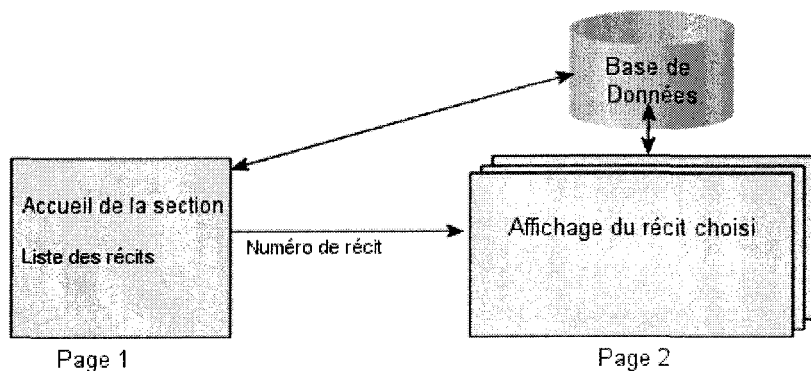 Base de
Données
Accueil de la section
Liste des récits
Numéro de récit
Affichage du récit choisi
Page 1
Page 2